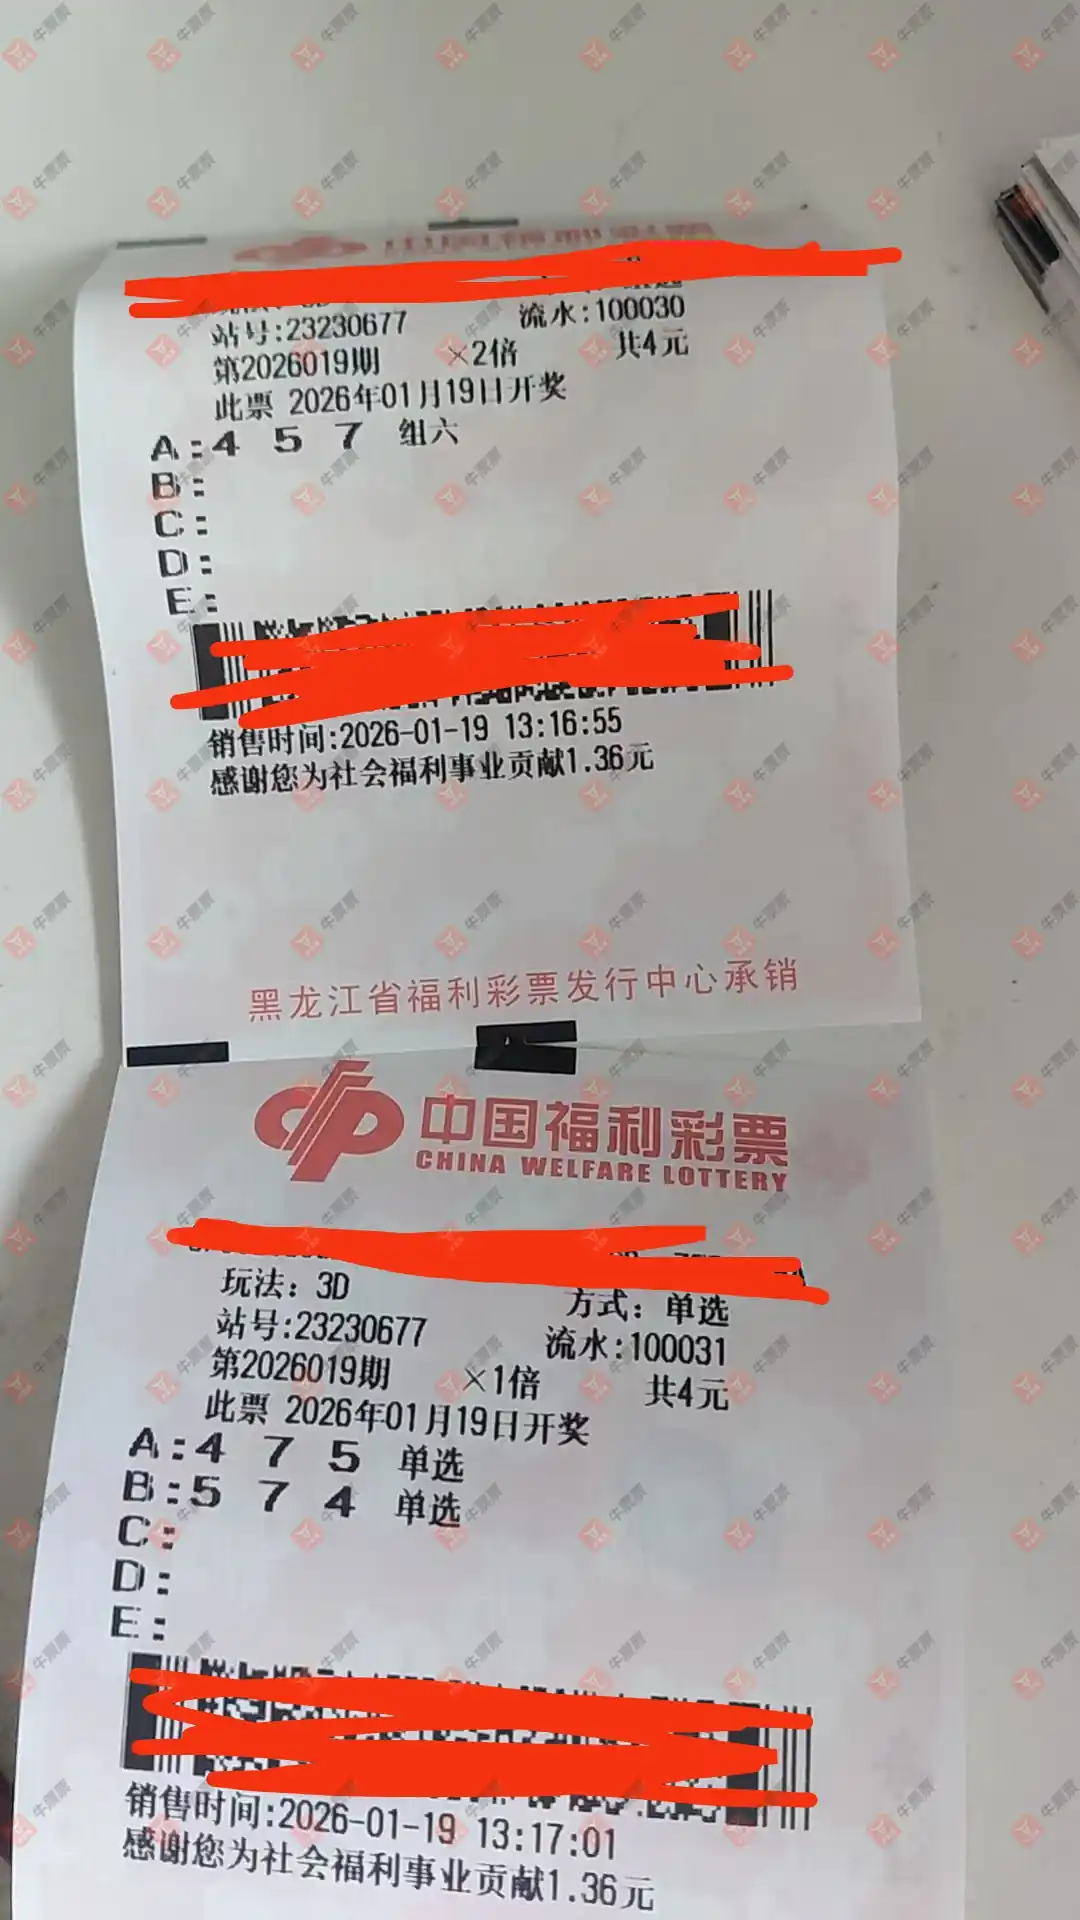 站号:23230677 流水:100030
第2026019期 ×2倍 共4元
此票 2026年01月19日开奖
A:4 5 7 组六
B:
C:
D:
E:
销售时间:2026-01-19 13:16:55
感谢您为社会福利事业贡献1.36元
黑龙江省福利彩票发行中心承销
中国福利彩票
CHINA WELFARE LOTTERY
玩法：3D 方式：单选
站号:23230677 流水:100031
第2026019期 ×1倍 共4元
此票 2026年01月19日开奖
A:4 7 5 单选
B:5 7 4 单选
C:
D:
E:
销售时间:2026-01-19 13:17:01
感谢您为社会福利事业贡献1.36元
牛票票